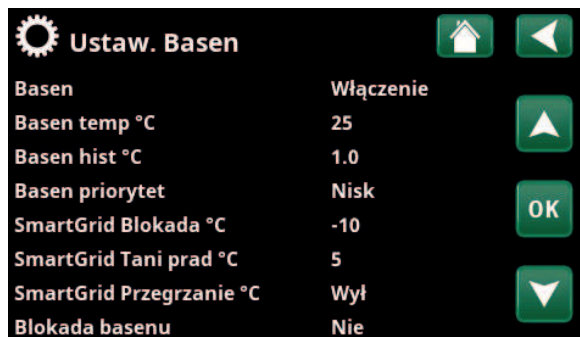 Ustaw. Basen
Basen Włączenie
Basen temp °C 25
Basen hist °C 1.0
Basen priorytet Nisk
OK
SmartGrid Blokada °C -10
SmartGrid Tani prad °C 5
SmartGrid Przegrzanie °C Wył
Blokada basenu Nie